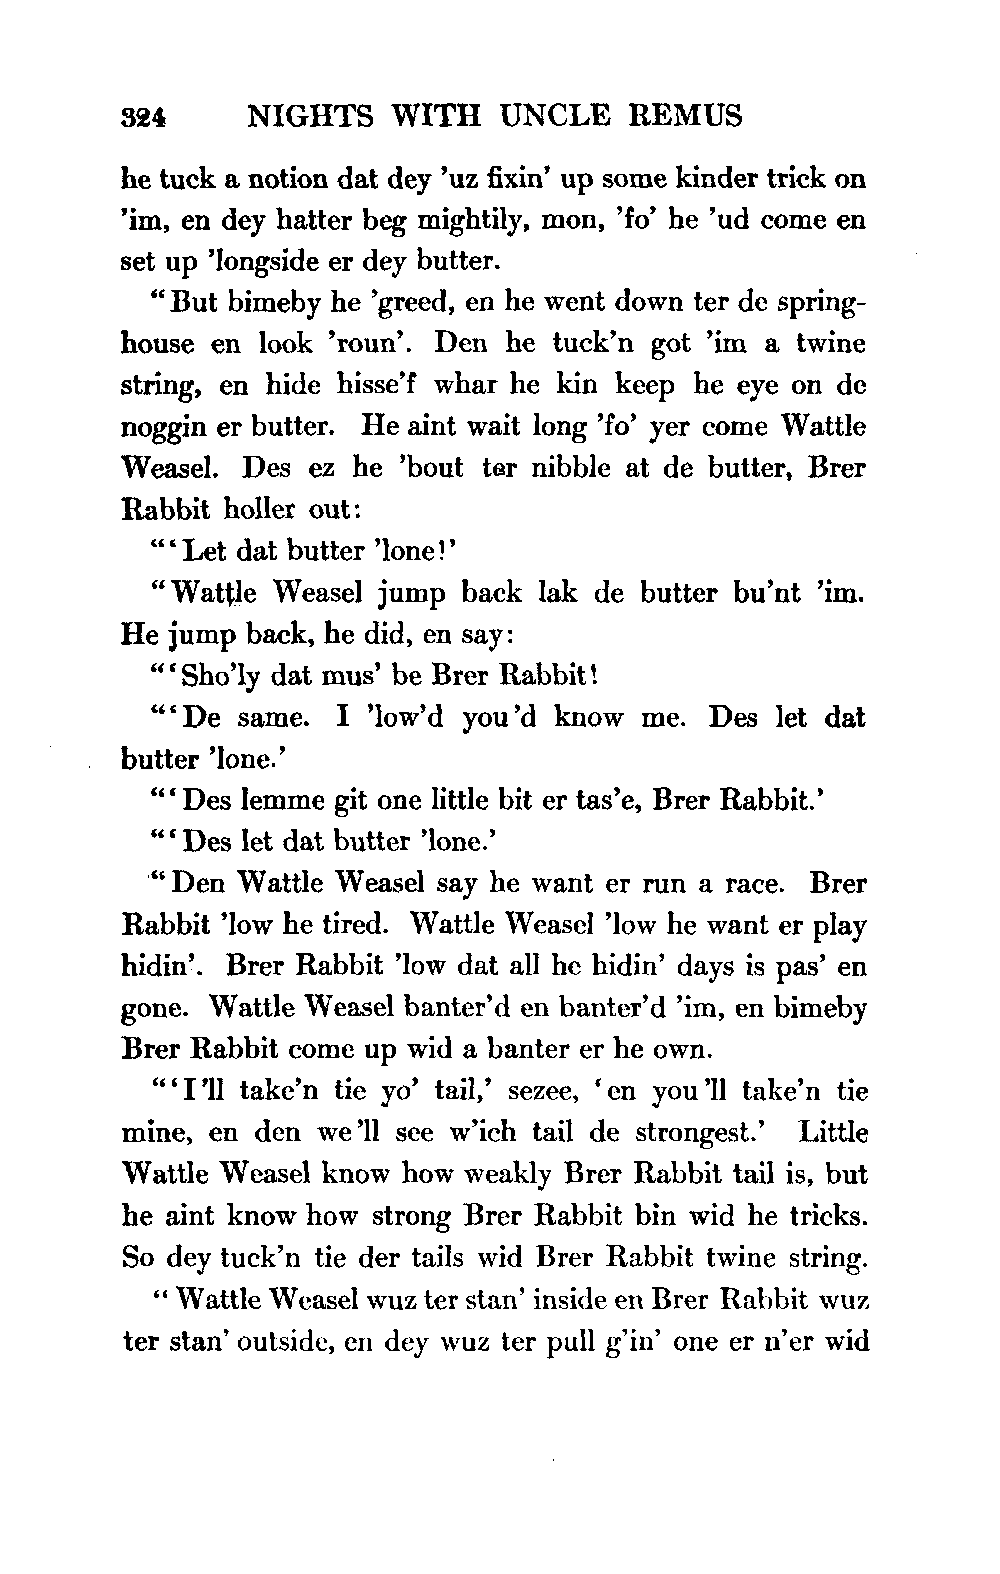 324 NIGHTS WITH UNCLE REMUS
he tuck a notion dat dey 'uz fixin' up some kinder trick on
'im, en dey hatter beg mightily, mon, 'fo' he 'ud come en
set up 'longside er dey butter.
"But bimeby he 'greed, en he went down ter de spring-
house en look 'roun'. Den he tuck'n got 'im a twine
string, en hide hisse'f whar he kin keep he eye on de
noggin er butter. He aint wait long 'fo' yer come Wattle
Weasel. Des ez he 'bout ter nibble at de butter, Brer
Rabbit holler out:
"'Let dat butter 'lone!'
"Wattle Weasel jump back lak de butter bu'nt 'im.
He jump back, he did, en say:
"'Sho'ly dat mus' be Brer Rabbit!
"'De same. I 'low'd you'd know me. Des let dat
butter 'lone.'
"'Des lemme git one little bit er tas'e, Brer Rabbit.'
"'Des let dat butter 'lone.'
"Den Wattle Weasel say he want er run a race. Brer
Rabbit 'low he tired. Wattle Weasel 'low he want er play
hidin'. Brer Rabbit 'low dat all he hidin' days is pas' en
gone. Wattle Weasel banter'd en banter'd 'im, en bimeby
Brer Rabbit come up wid a banter er he own.
"'I'll take'n tie yo' tail,' sezee, 'en you'll take'n tie
mine, en den we'll see w'ich tail de strongest.' Little
Wattle Weasel know how weakly Brer Rabbit tail is, but
he aint know how strong Brer Rabbit bin wid he tricks.
So dey tuck'n tie der tails wid Brer Rabbit twine string.
"Wattle Weasel wuz ter stan' inside en Brer Rabbit wuz
ter stan' outside, en dey wuz ter pull g'in' one er n'er wid